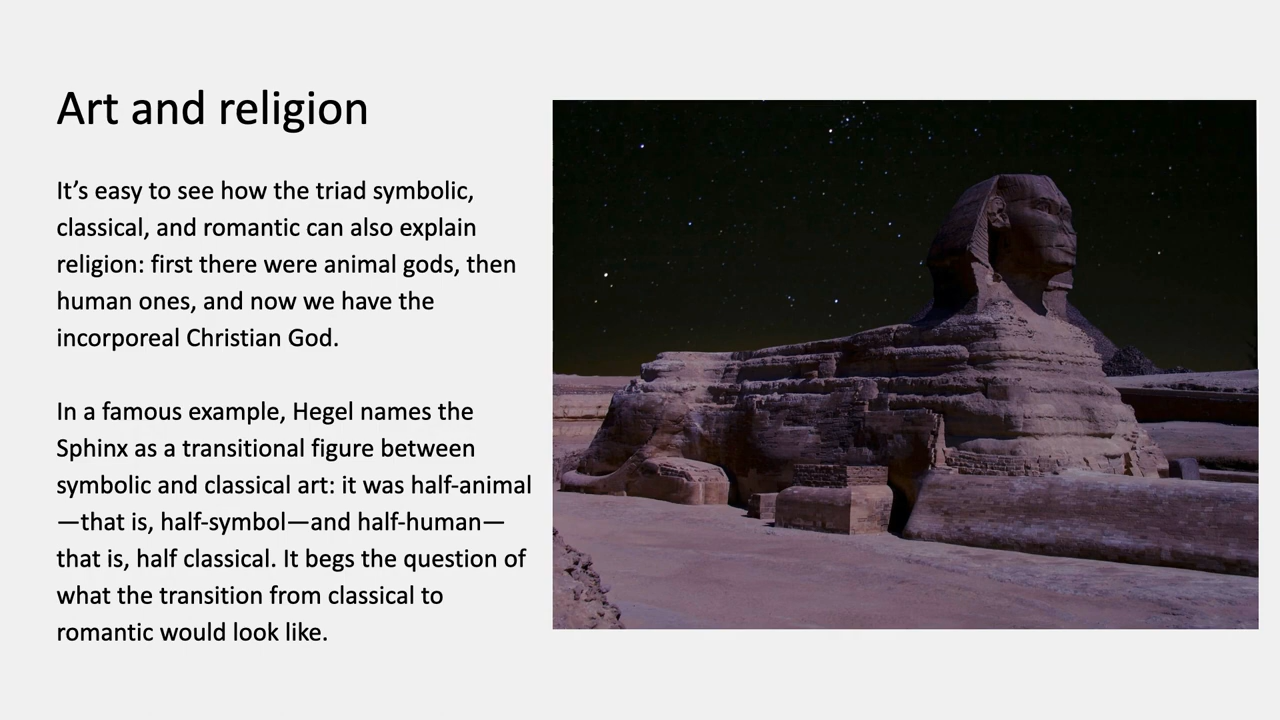 Art and religion
It’s easy to see how the triad symbolic,
classical, and romantic can also explain
religion: first there were animal gods, then
human ones, and now we have the
incorporeal Christian God.
In a famous example, Hegel names the
Sphinx as a transitional figure between
symbolic and classical art: it was half-animal
—that is, half-symbol—and half-human—
that is, half classical. It begs the question of
what the transition from classical to
romantic would look like.